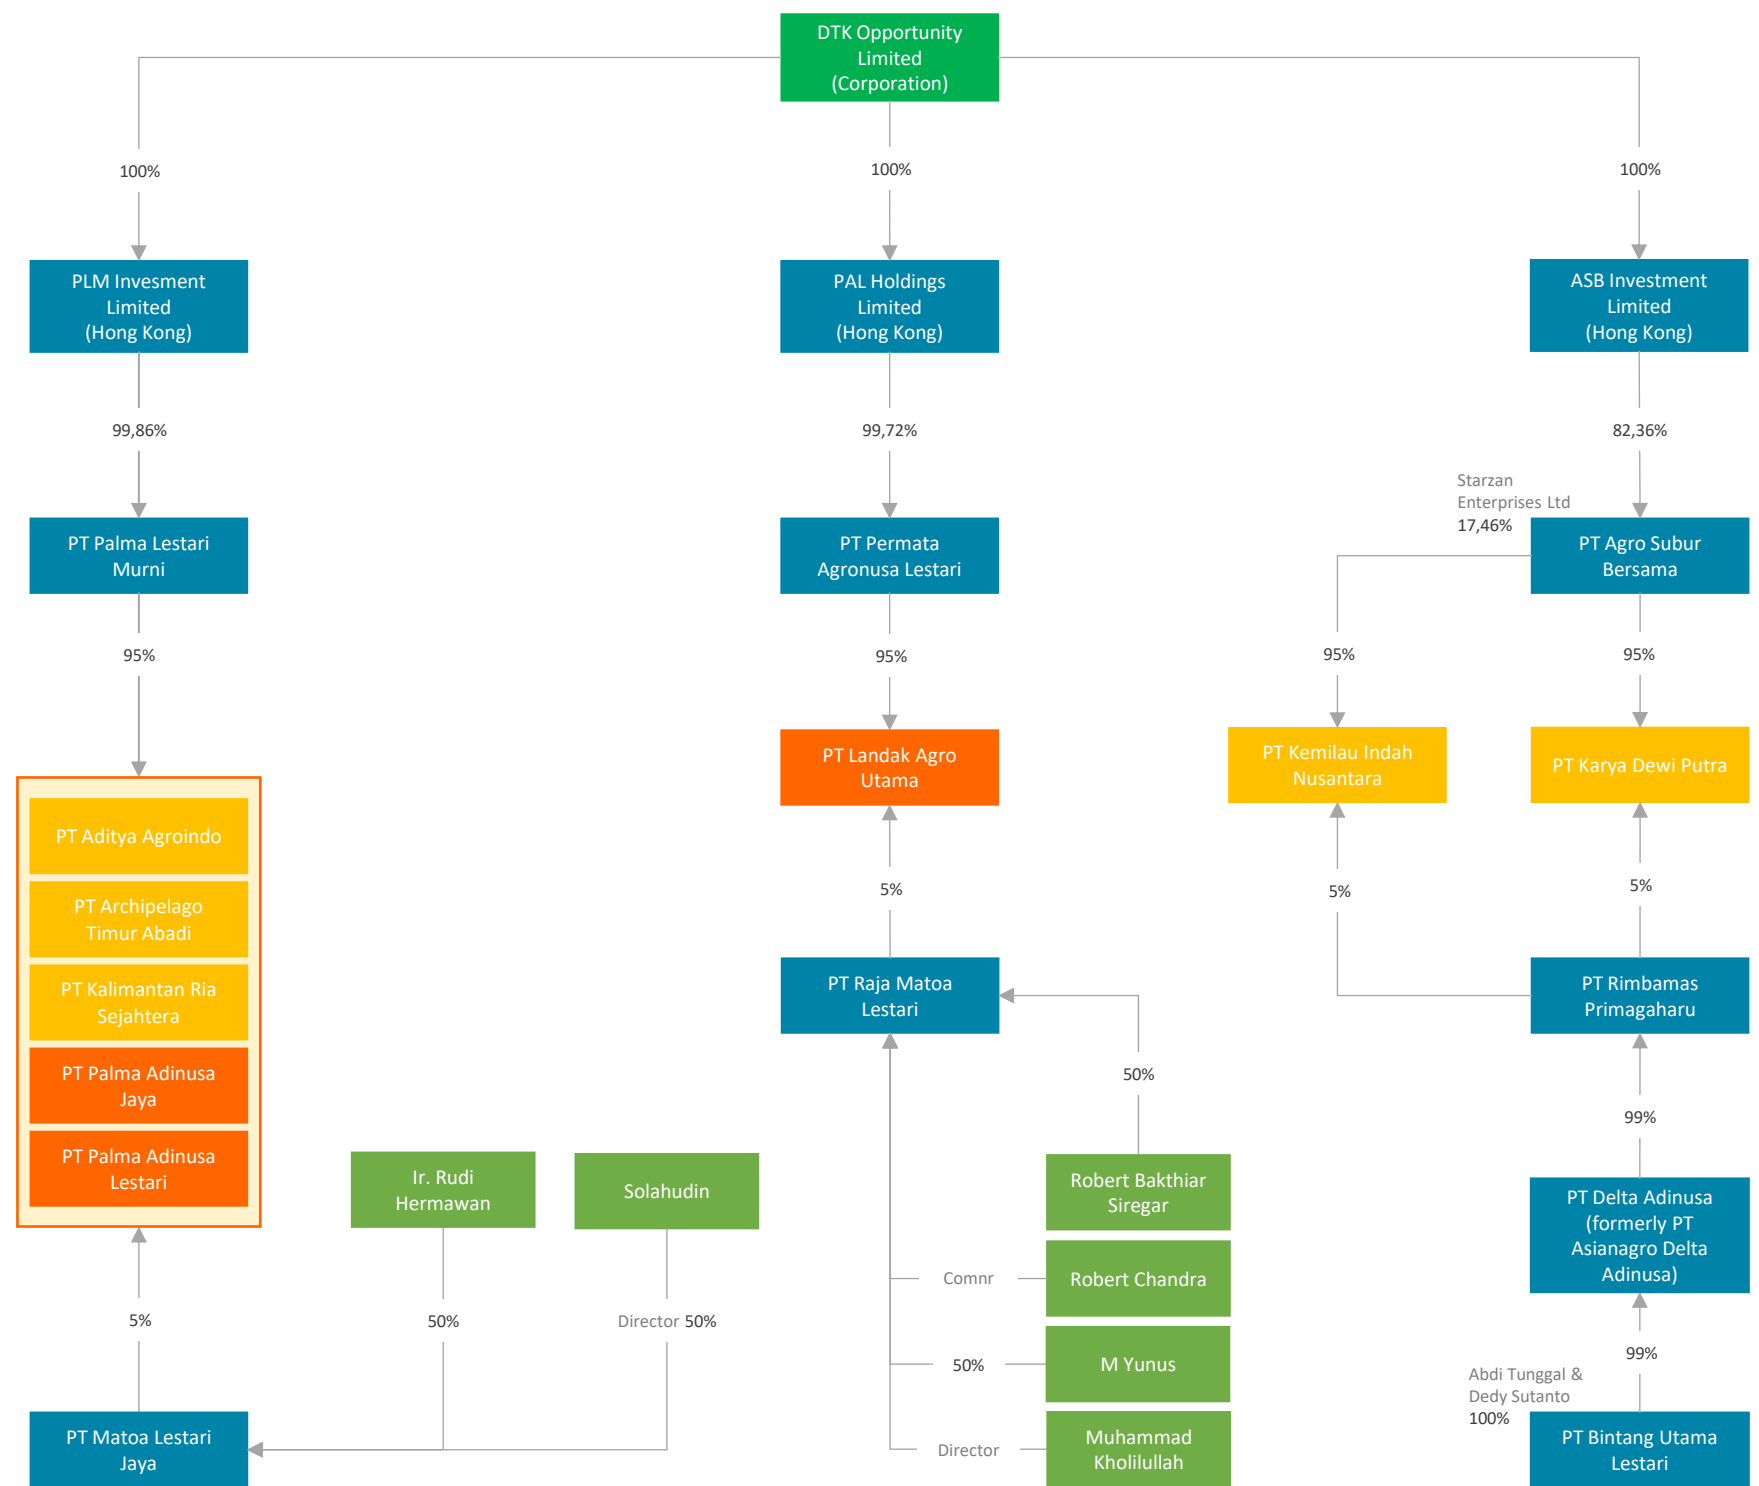 DTK Opportunity
Limited
(Corporation)
100%
100%
100%
PLM Invesment
Limited
(Hong Kong)
PAL Holdings
Limited
(Hong Kong)
ASB Investment
Limited
(Hong Kong)
99,86%
99,72%
82,36%
Starzan
Enterprises Ltd
17,46%
PT Palma Lestari
Murni
PT Permata
Agronusa Lestari
PT Agro Subur
Bersama
95%
95%
95%
95%
PT Landak Agro
Utama
PT Kemilau Indah
Nusantara
PT Karya Dewi Putra
PT Aditya Agroindo
PT Archipelago
Timur Abadi
PT Kalimantan Ria
Sejahtera
PT Palma Adinusa
Jaya
PT Palma Adinusa
Lestari
5%
5%
5%
PT Raja Matoa
Lestari
PT Rimbamas
Primagaharu
50%
99%
Ir. Rudi
Hermawan
Solahudin
Robert Bakthiar
Siregar
Robert Chandra
M Yunus
Muhammad
Kholilullah
Comnr
50%
Director
PT Delta Adinusa
(formerly PT
Asianagro Delta
Adinusa)
5%
50%
Director 50%
99%
Abdi Tunggal &
Dedy Sutanto
100%
PT Matoa Lestari
Jaya
PT Bintang Utama
Lestari